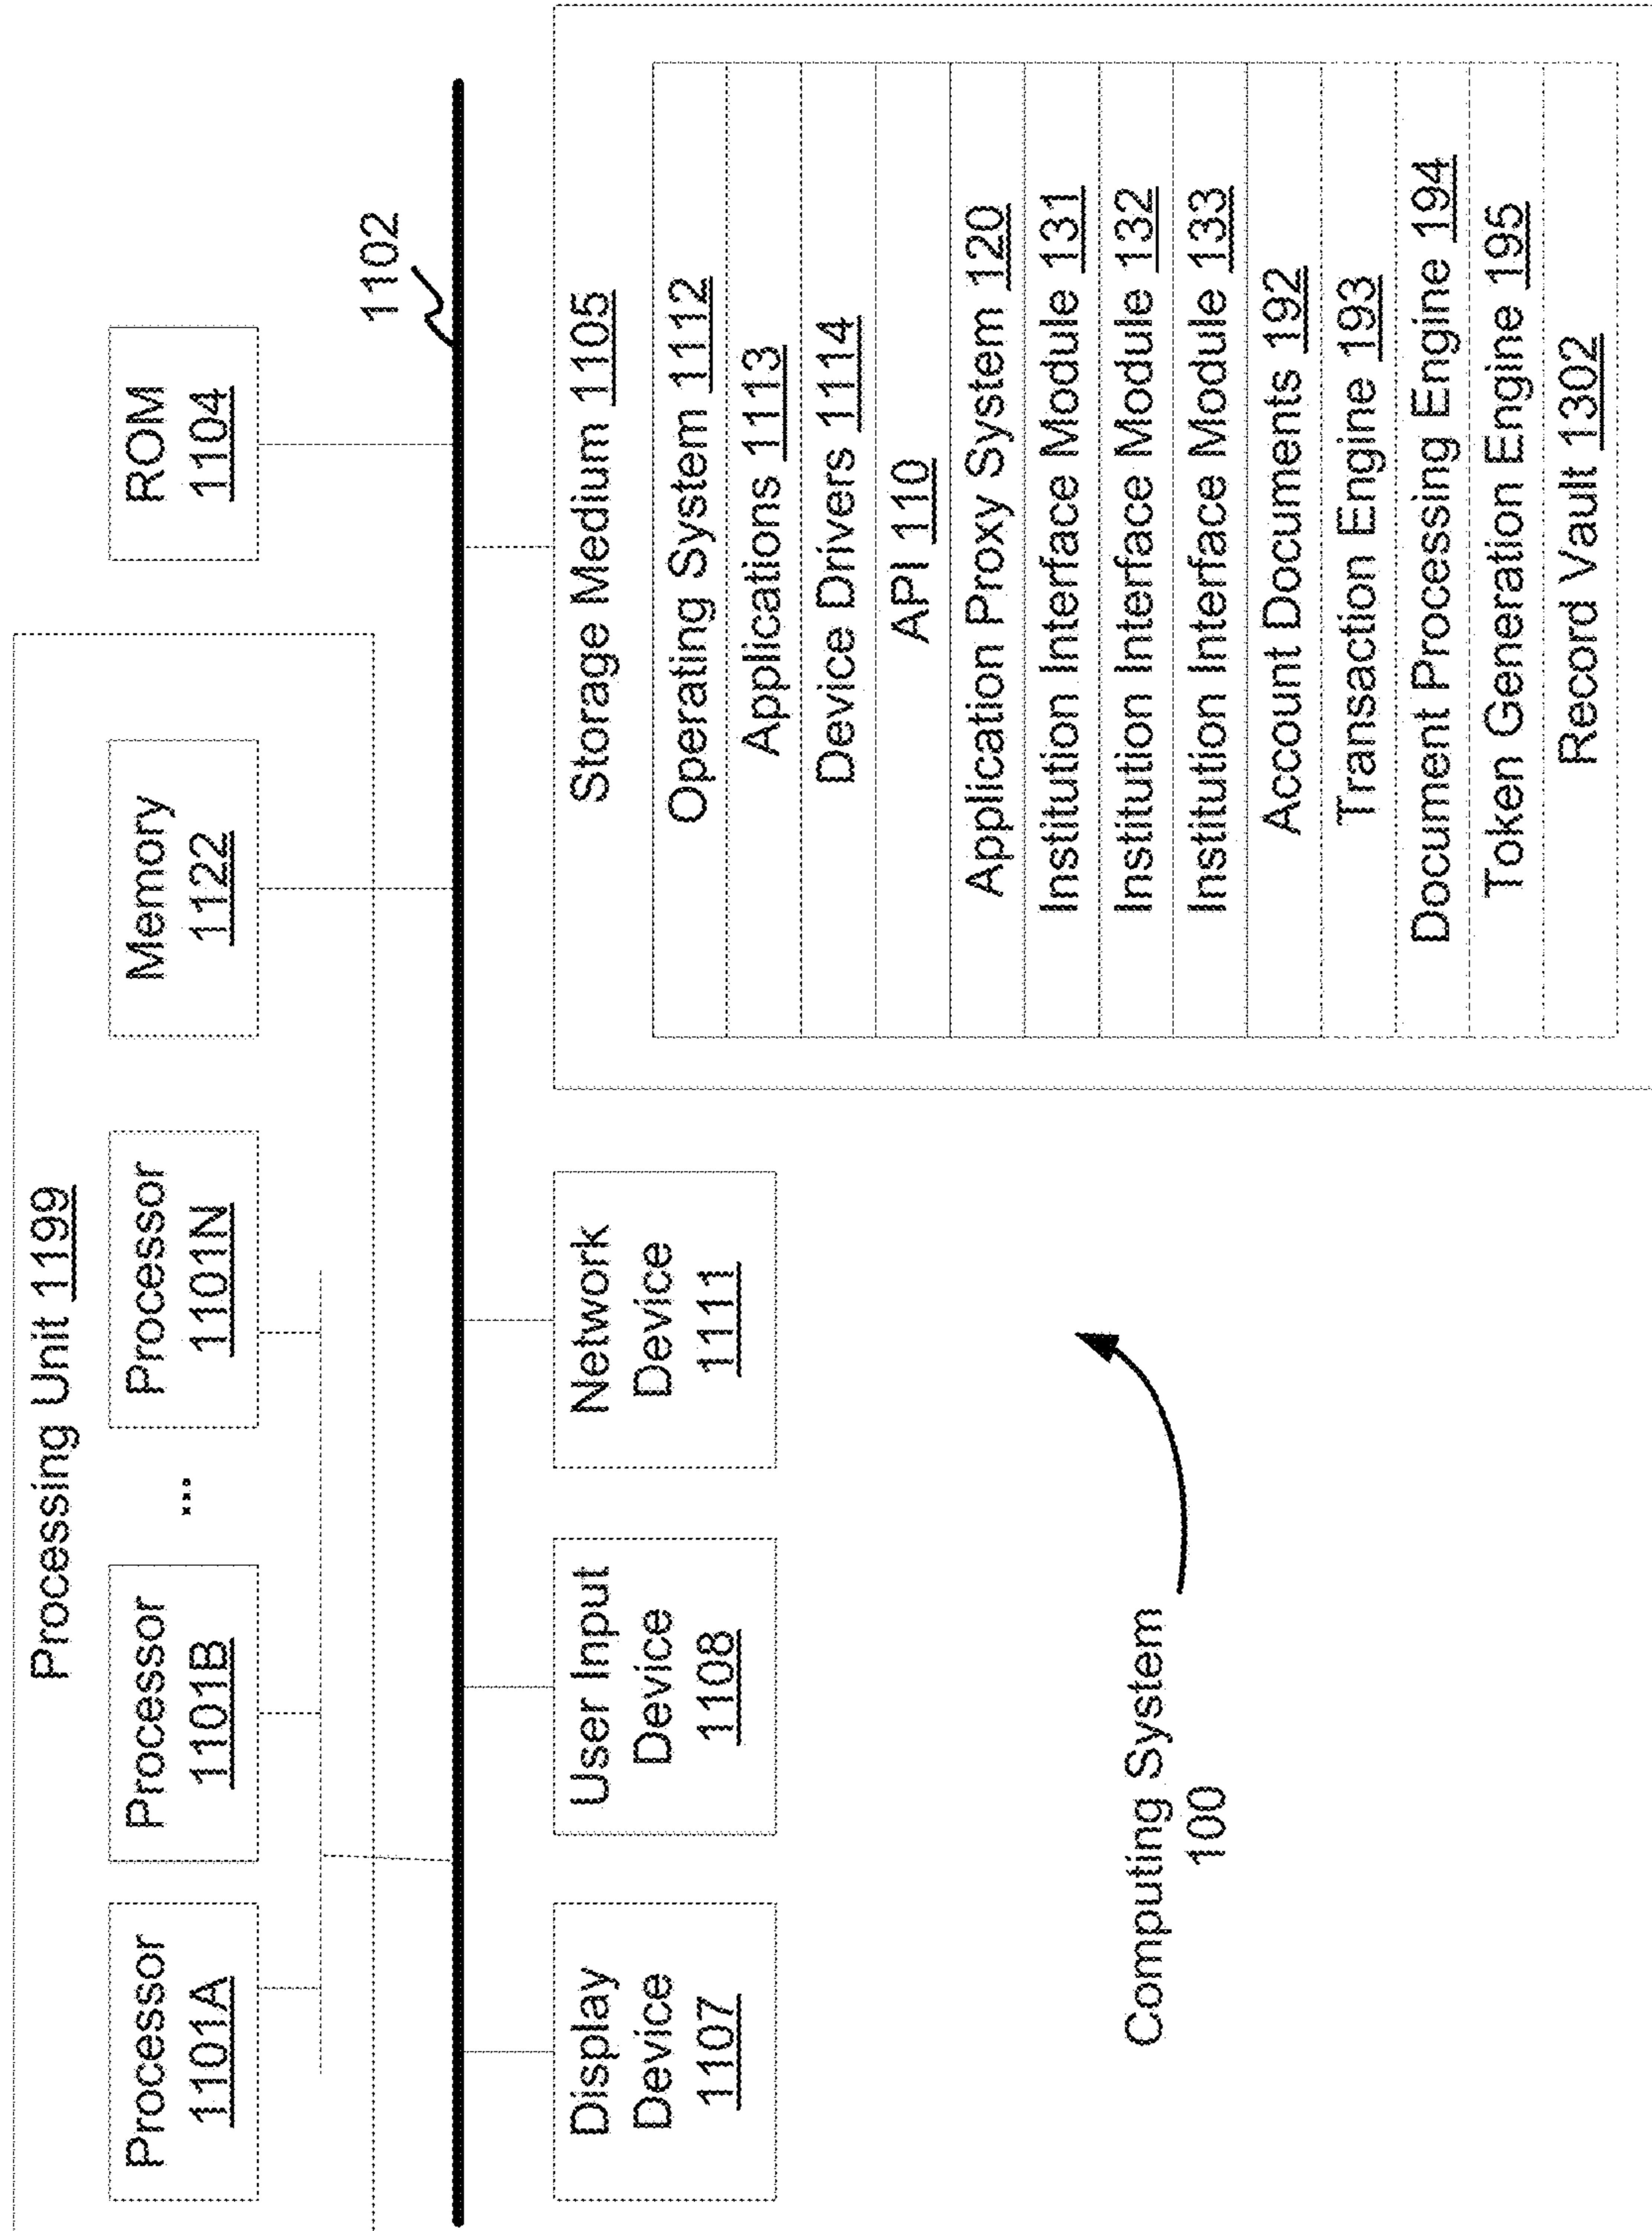 Processing Unit 1199
Processor
1101A
Processor
1101B
...
Processor
1101N
Memory
1122
ROM
1104
1102
Display
Device
1107
User Input
Device
1108
Network
Device
1111
Storage Medium 1105
Operating System 1112
Applications 1113
Device Drivers 1114
API 110
Application Proxy System 120
Institution Interface Module 131
Institution Interface Module 132
Institution Interface Module 133
Account Documents 192
Transaction Engine 193
Document Processing Engine 194
Token Generation Engine 195
Record Vault 1302
Computing System
100